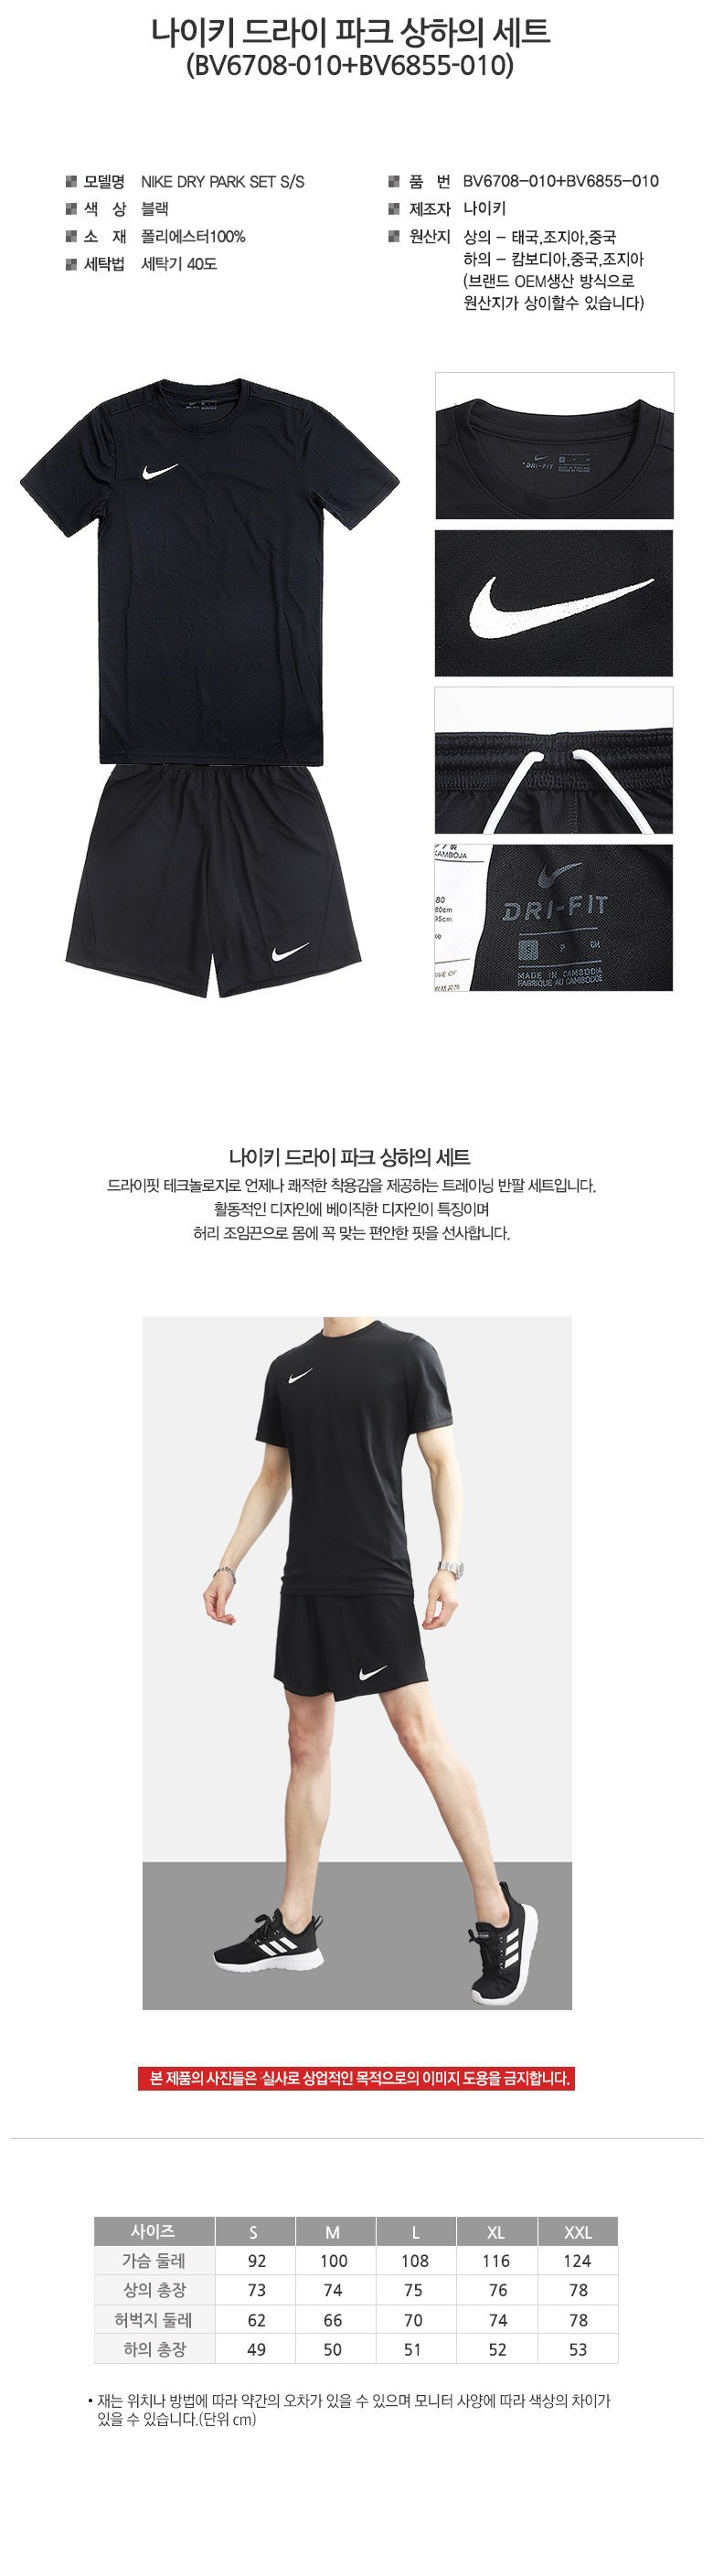 나이키 드라이 파크 상하의 세트
(BV6708-010+BV6855-010)
모델명 NIKE DRY PARK SET S/S
색 상 블랙
소 재 폴리에스터100%
세탁법 세탁기 40도
품 번 BV6708-010+BV6855-010
제조자 나이키
원산지 상의 - 태국,조지아,중국
하의 - 캄보디아,중국,조지아
(브랜드 OEM생산 방식으로
원산지가 상이할수 있습니다)
DRI-FIT
CAMBOJA
80
80cm
95cm
DRI-FIT
S P CH
MADE IN CAMBODIA
FABRIQUE AU CAMBODGE
나이키 드라이 파크 상하의 세트
드라이핏 테크놀로지로 언제나 쾌적한 착용감을 제공하는 트레이닝 반팔 세트입니다.
활동적인 디자인에 베이직한 디자인이 특징이며
허리 조임끈으로 몸에 꼭 맞는 편안한 핏을 선사합니다.
본 제품의 사진들은 실사로 상업적인 목적으로의 이미지 도용을 금지합니다.
사이즈 S M L XL XXL
가슴 둘레 92 100 108 116 124
상의 총장 73 74 75 76 78
허벅지 둘레 62 66 70 74 78
하의 총장 49 50 51 52 53
• 재는 위치나 방법에 따라 약간의 오차가 있을 수 있으며 모니터 사양에 따라 색상의 차이가
있을 수 있습니다.(단위 cm)